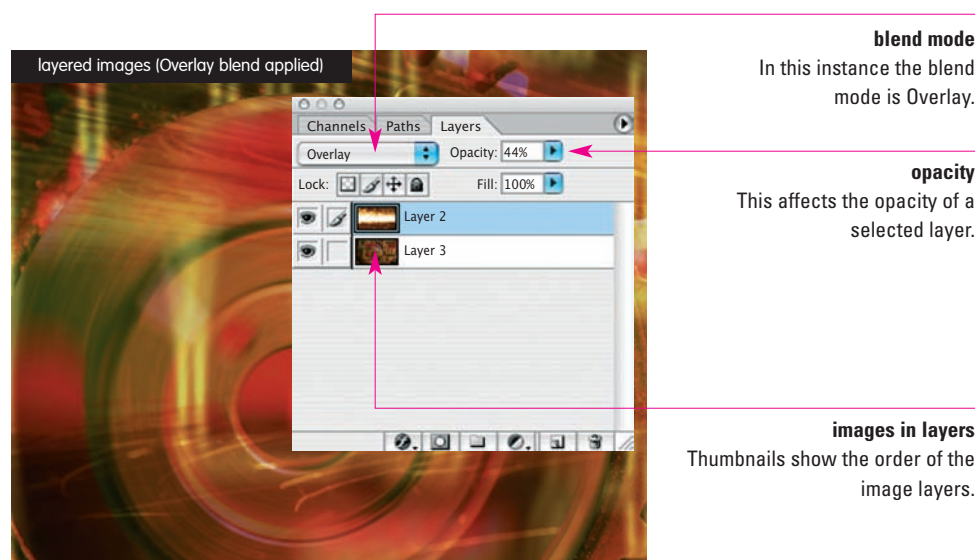 blend mode
In this instance the blend
mode is Overlay.
layered images (Overlay blend applied)
Channels Paths Layers
Overlay Opacity: 44%
opacity
This affects the opacity of a
selected layer.
Lock: Fill: 100%
Layer 2
Layer 3
images in layers
Thumbnails show the order of the
image layers.